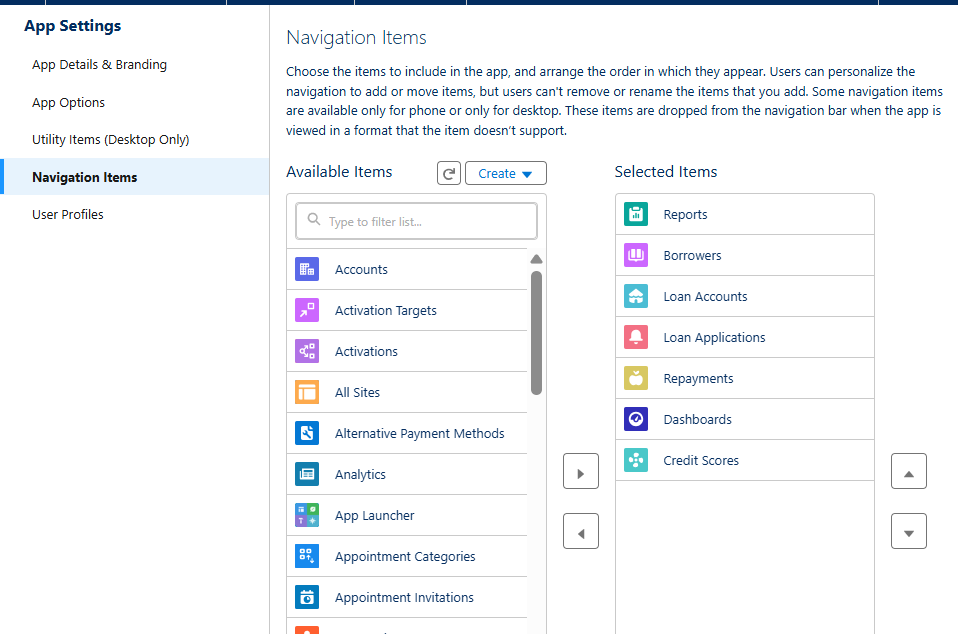 App Settings
App Details & Branding
App Options
Utility Items (Desktop Only)
Navigation Items
User Profiles
Navigation Items
Choose the items to include in the app, and arrange the order in which they appear. Users can personalize the
navigation to add or move items, but users can't remove or rename the items that you add. Some navigation items
are available only for phone or only for desktop. These items are dropped from the navigation bar when the app is
viewed in a format that the item doesn't support.
Available Items
Create
Type to filter list...
Accounts
Activation Targets
Activations
All Sites
Alternative Payment Methods
Analytics
App Launcher
Appointment Categories
Appointment Invitations
Selected Items
Reports
Borrowers
Loan Accounts
Loan Applications
Repayments
Dashboards
Credit Scores